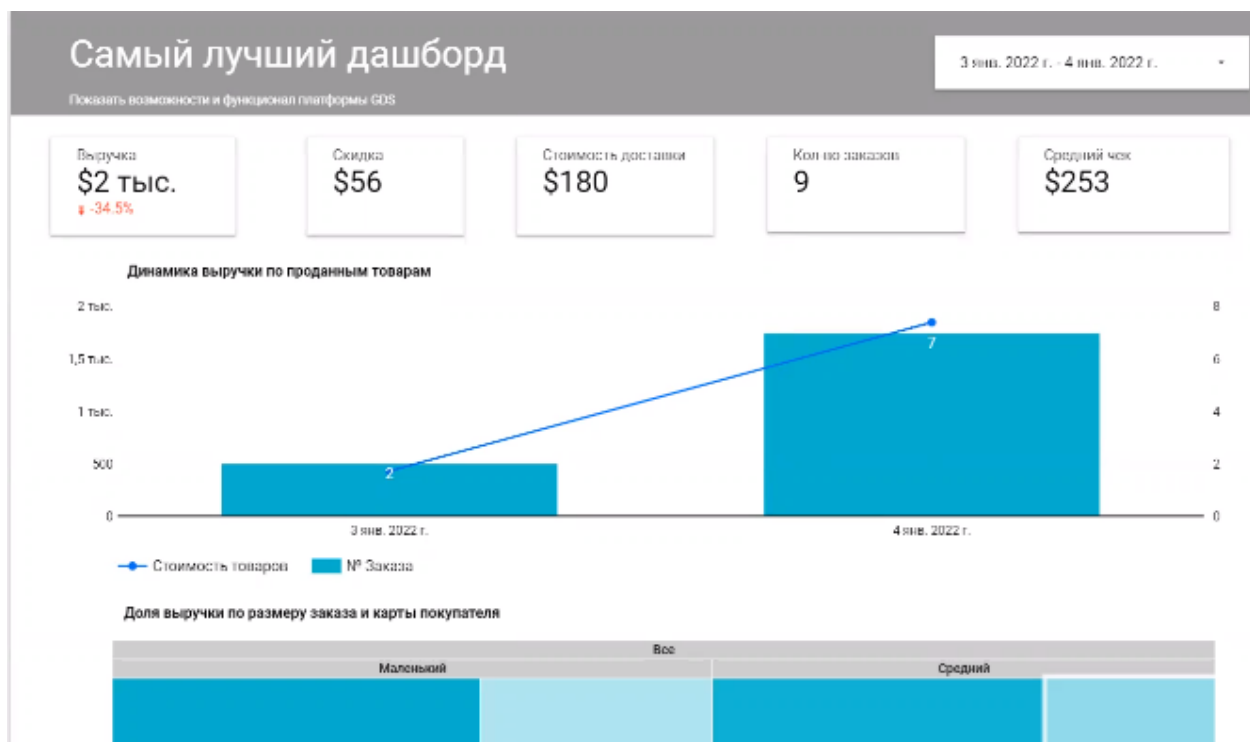 Самый лучший дашборд
3 янв. 2022 г. - 4 янв. 2022 г.
Показать возможности и функционал платформы GDS
Выручка
$2 тыс.
-34.5%
Скидка
$56
Стоимость доставки
$180
Кол-во заказов
9
Средний чек
$253
Динамика выручки по проданным товарам
2 тыс.
1,5 тыс.
1 тыс.
500
0
8
6
4
2
0
2
7
3 янв. 2022 г.
4 янв. 2022 г.
Стоимость товаров
№ Заказа
Доля выручки по размеру заказа и карты покупателя
Все
Маленький
Средний